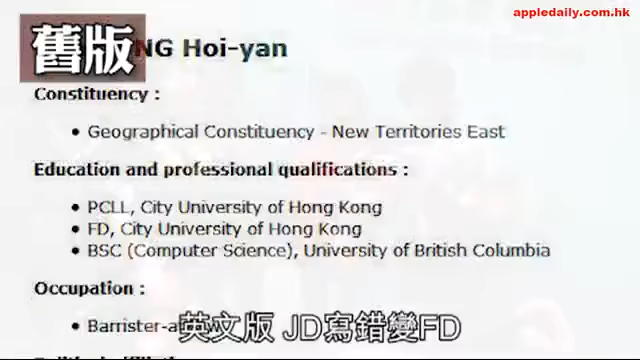 appledaily.com.hk
舊版
NG Hoi-yan
Constituency :
Geographical Constituency - New Territories East
Education and professional qualifications :
PCLL, City University of Hong Kong
FD, City University of Hong Kong
BSC (Computer Science), University of British Columbia
Occupation :
英文版 JD寫錯變FD